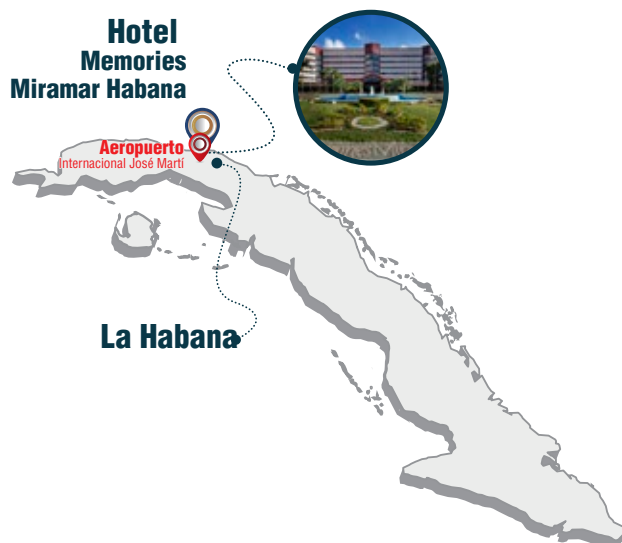 Hotel
Memories
Miramar Habana
Aeropuerto
Internacional José Martí
La Habana